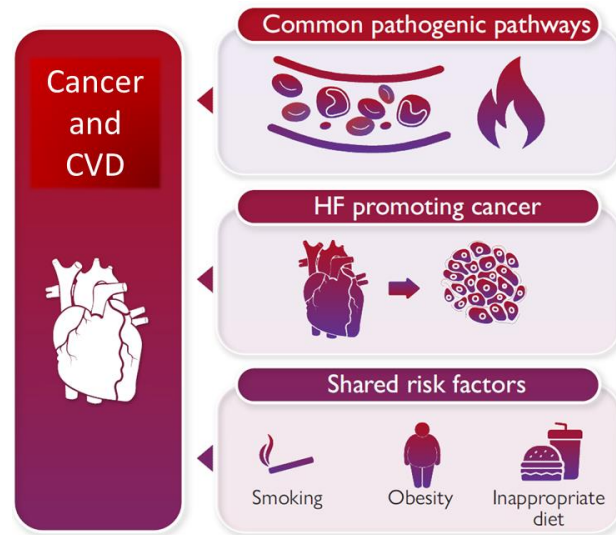 Cancer
and
CVD
Common pathogenic pathways
HF promoting cancer
Shared risk factors
Smoking
Obesity
Inappropriate
diet